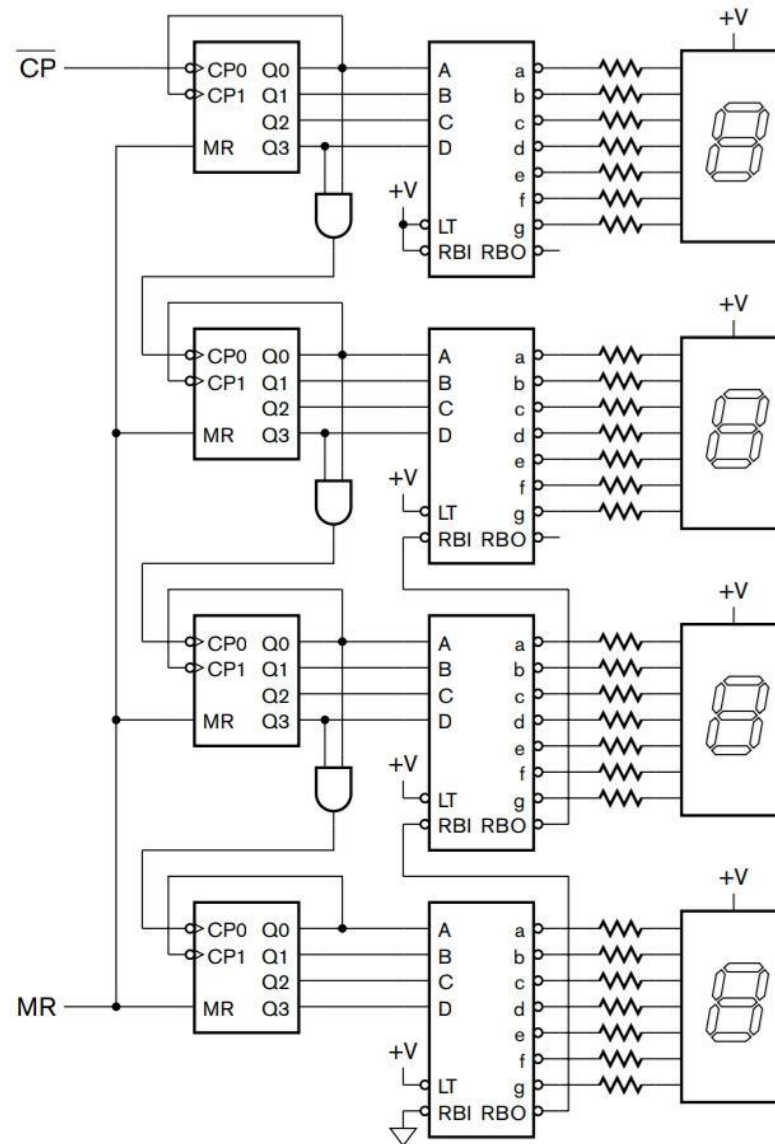 +V
C̅P̅ CP0 Q0 A a
CP1 Q1 B b
Q2 C c
MR Q3 D d
e
+V f
LT g
RBI RBO
+V
CP0 Q0 A a
CP1 Q1 B b
Q2 C c
MR Q3 D d
e
+V f
LT g
RBI RBO
+V
CP0 Q0 A a
CP1 Q1 B b
Q2 C c
MR Q3 D d
e
+V f
LT g
RBI RBO
+V
CP0 Q0 A a
CP1 Q1 B b
Q2 C c
MR MR Q3 D d
e
+V f
LT g
RBI RBO